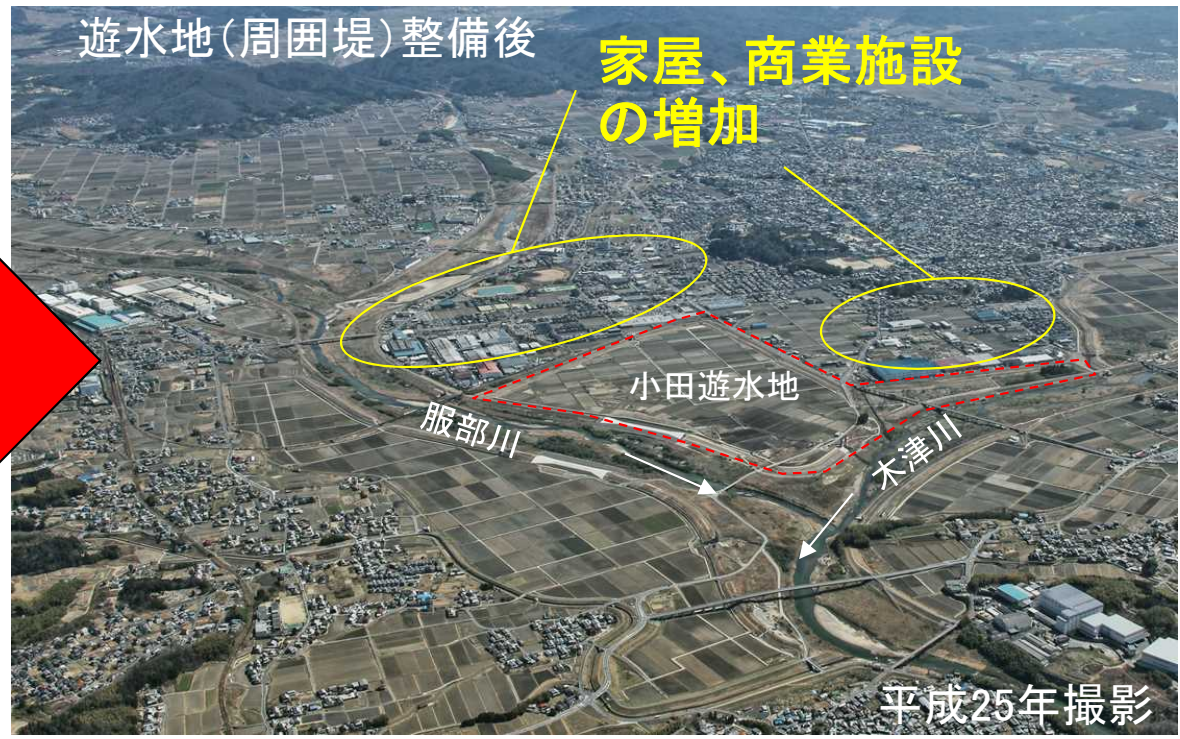 遊水地（周囲堤）整備後
家屋、商業施設
の増加
小田遊水地
服部川
木津川
平成25年撮影